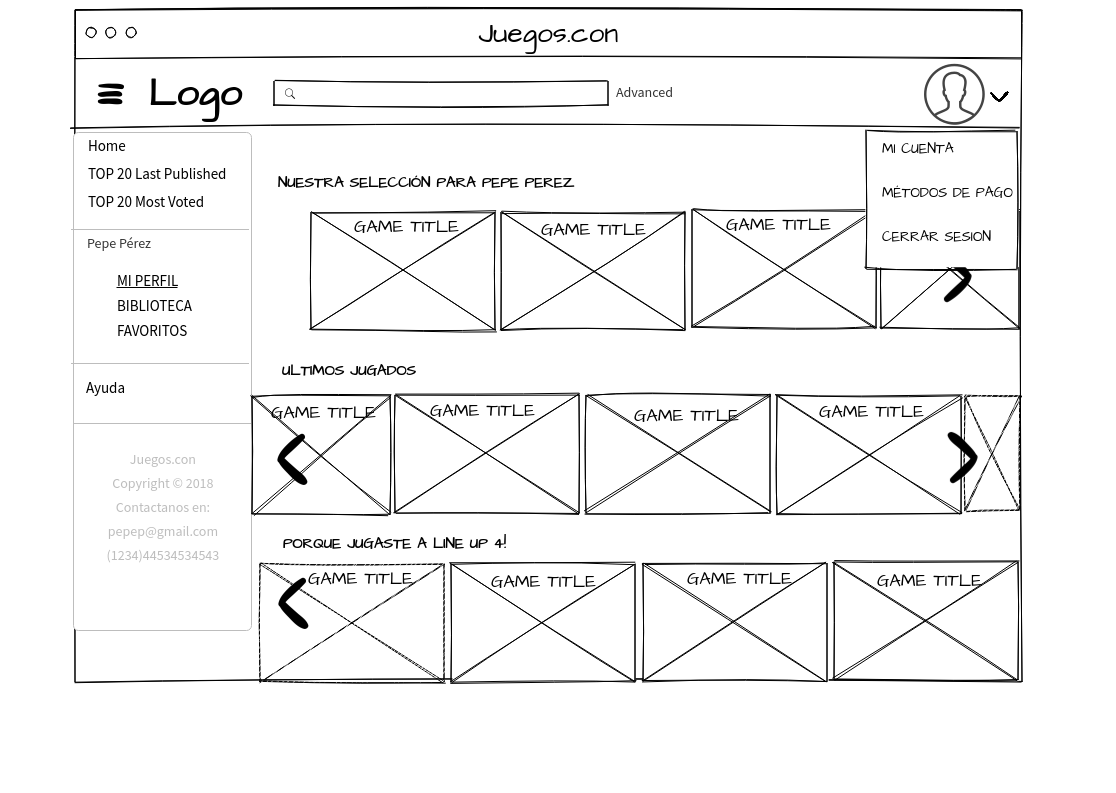 Juegos.con
Logo
Advanced
Home
TOP 20 Last Published
TOP 20 Most Voted
Pepe Pérez
MI PERFIL
BIBLIOTECA
FAVORITOS
Ayuda
Juegos.con
Copyright © 2018
Contactanos en:
pepep@gmail.com
(1234)44534534543
MI CUENTA
MÉTODOS DE PAGO
CERRAR SESION
NUESTRA SELECCIÓN PARA PEPE PEREZ
GAME TITLE
GAME TITLE
GAME TITLE
ULTIMOS JUGADOS
GAME TITLE
GAME TITLE
GAME TITLE
GAME TITLE
PORQUE JUGASTE A LINE UP 4!
GAME TITLE
GAME TITLE
GAME TITLE
GAME TITLE